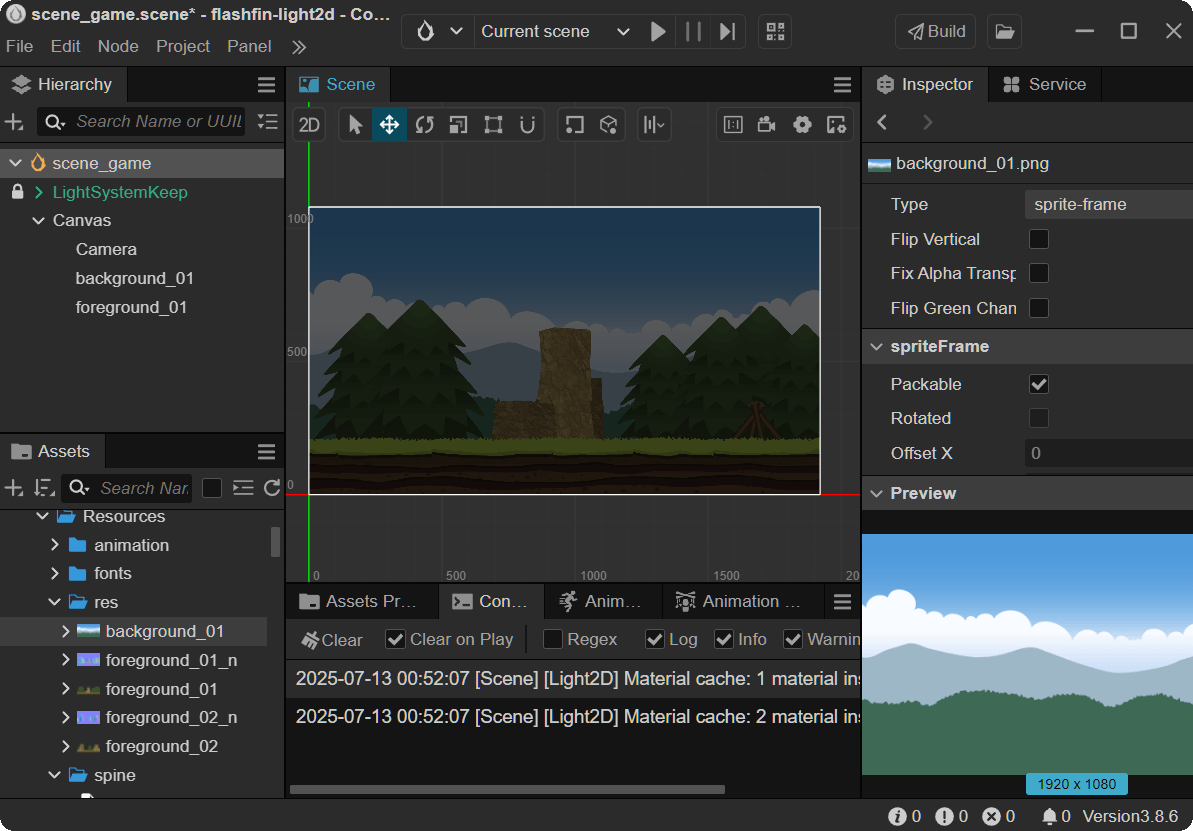 scene_game.scene* - flashfin-light2d - Co...
Current scene
Build
File Edit Node Project Panel
Hierarchy
Search Name or UUI
scene_game
LightSystemKeep
Canvas
Camera
background_01
foreground_01
Assets
Search Nar
Resources
animation
fonts
res
background_01
foreground_01_n
foreground_01
foreground_02_n
foreground_02
spine
Scene
2D
1000
500
0
0 500 1000 1500 20
Assets Pr... Con... Anim... Animation ...
Clear Clear on Play Regex Log Info Warnin
2025-07-13 00:52:07 [Scene] [Light2D] Material cache: 1 material in
2025-07-13 00:52:07 [Scene] [Light2D] Material cache: 2 material in
Inspector Service
background_01.png
Type sprite-frame
Flip Vertical
Fix Alpha Transp
Flip Green Chan
spriteFrame
Packable
Rotated
Offset X 0
Preview
1920 x 1080
0 0 0 0 Version3.8.6